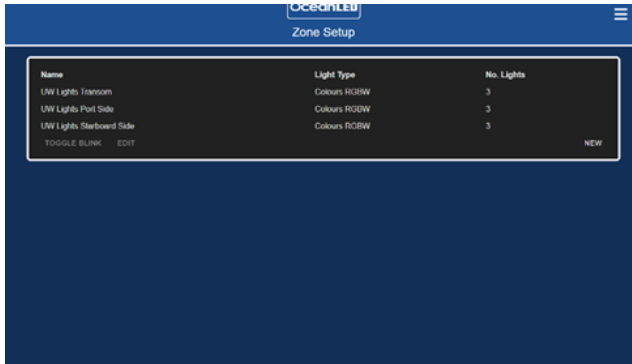 OceanLED
Zone Setup
Name Light Type No. Lights
UW Lights Transom Colours RGBW 3
UW Lights Port Side Colours RGBW 3
UW Lights Starboard Side Colours RGBW 3
TOGGLE BLINK EDIT NEW